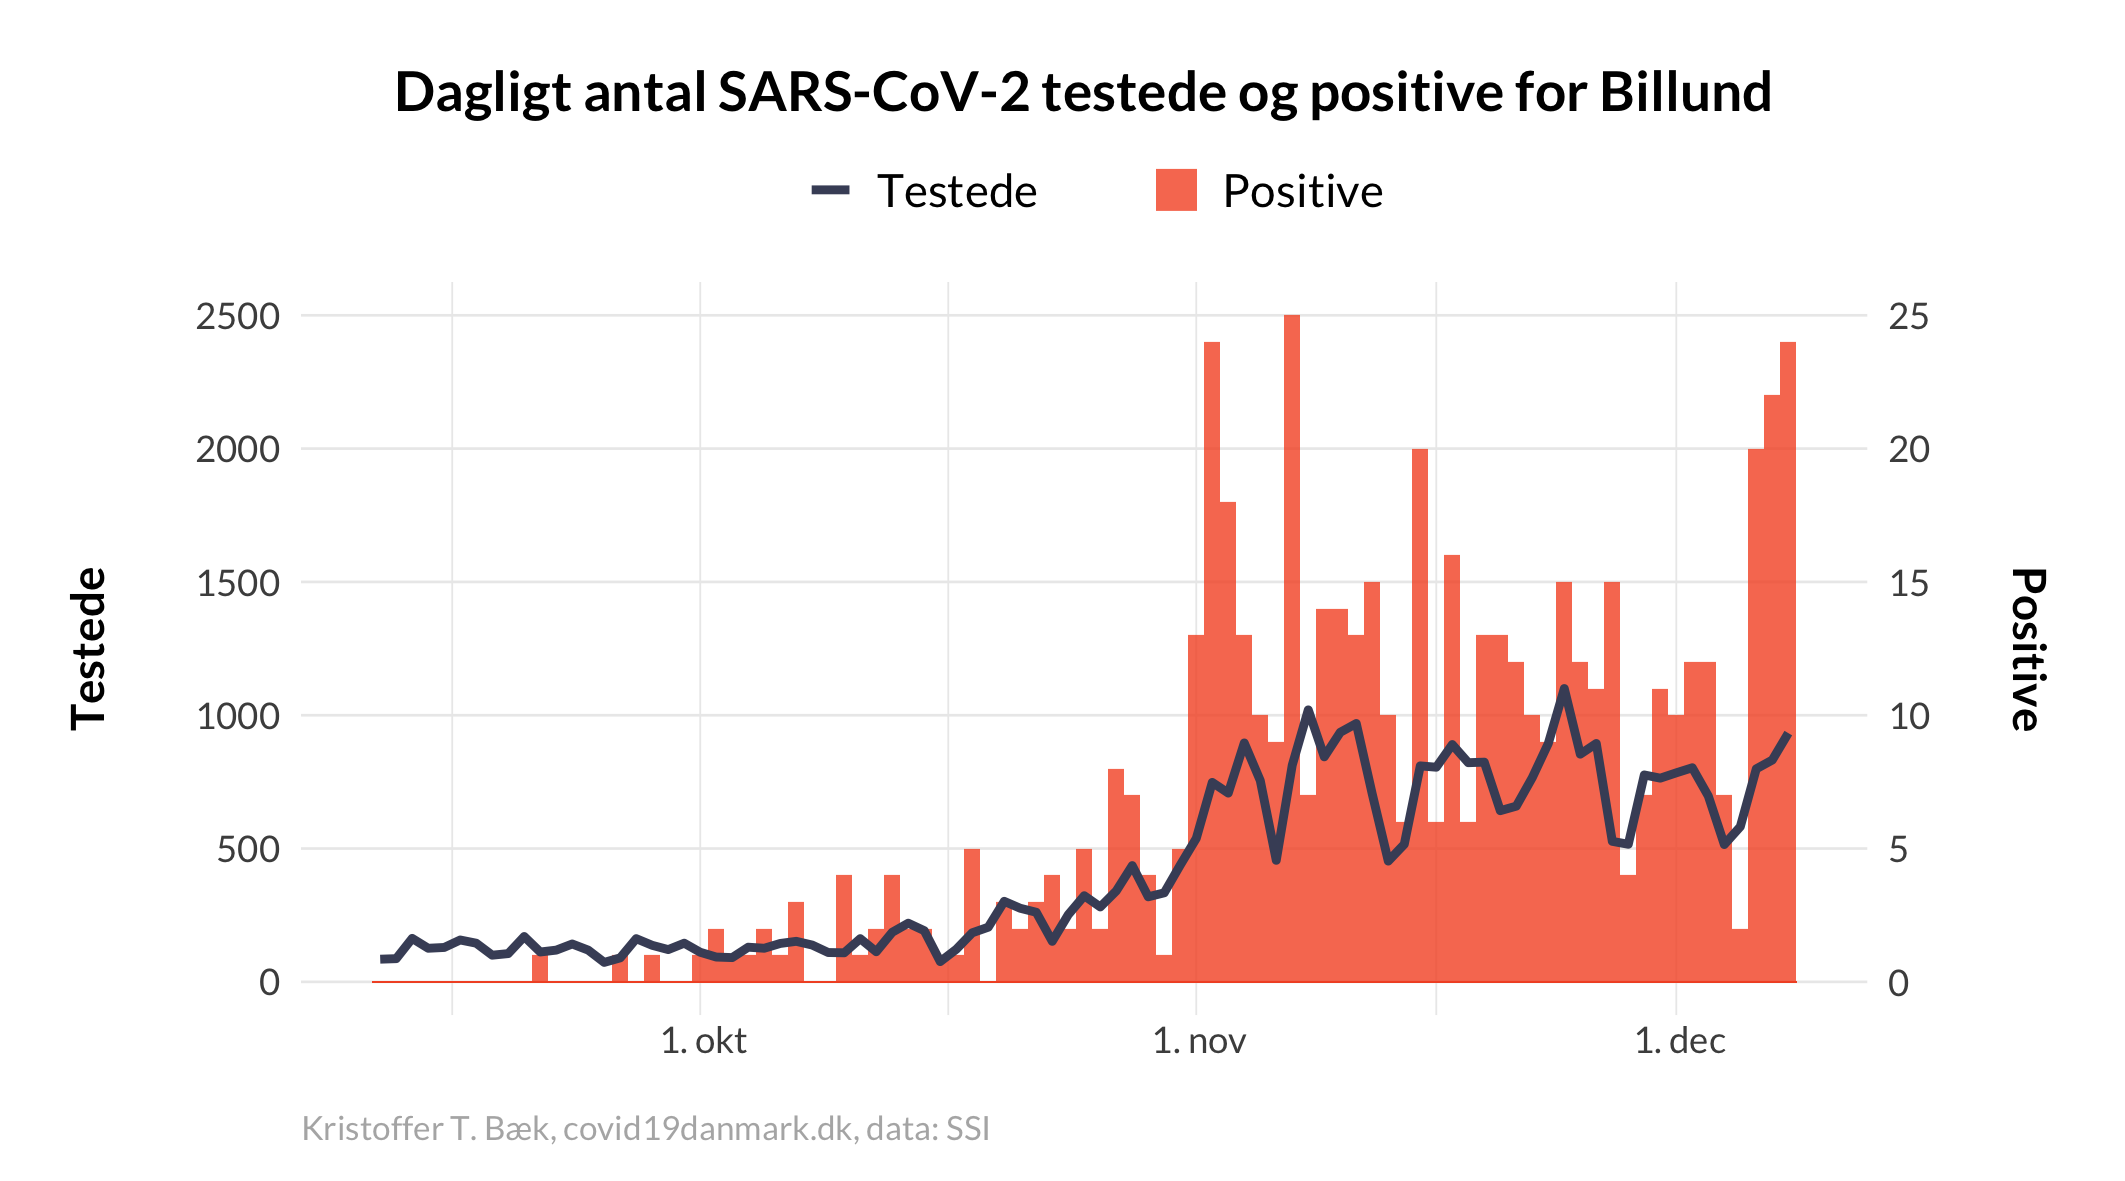 Dagligt antal SARS-CoV-2 testede og positive for Billund
Testede
Positive
2500
2000
1500
1000
500
0
Testede
25
20
15
10
5
0
Positive
1. okt
1. nov
1. dec
Kristoffer T. Bæk, covid19danmark.dk, data: SSI